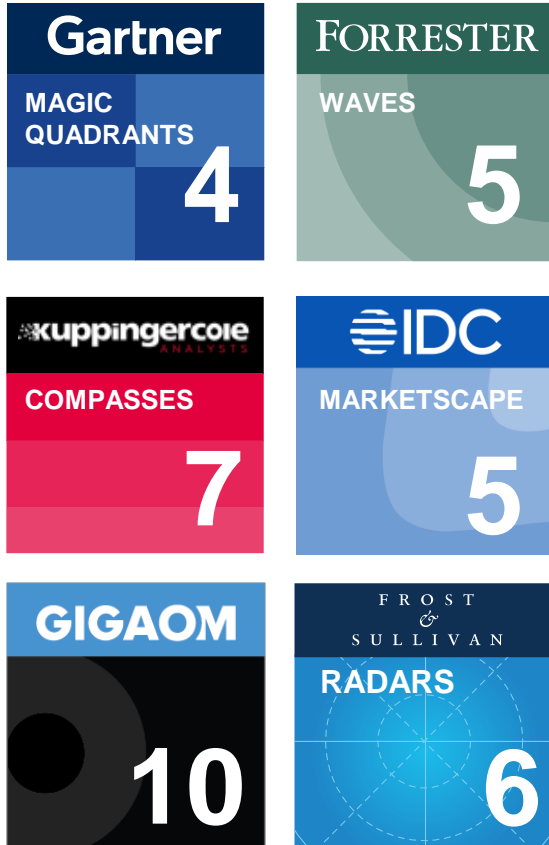 Gartner
MAGIC
QUADRANTS
4
FORRESTER
WAVES
5
kuppingercole
ANALYSTS
COMPASSES
7
IDC
MARKETSCAPE
5
GIGAOM
10
FROST
&
SULLIVAN
RADARS
6